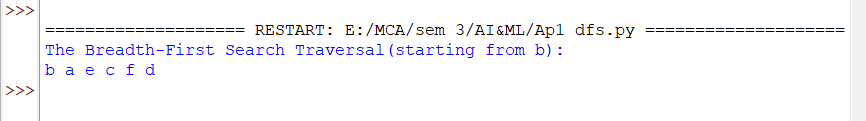 >>>
==================== RESTART: E:/MCA/sem 3/AI&ML/Ap1 dfs.py ====================
The Breadth-First Search Traversal(starting from b):
b a e c f d
>>>